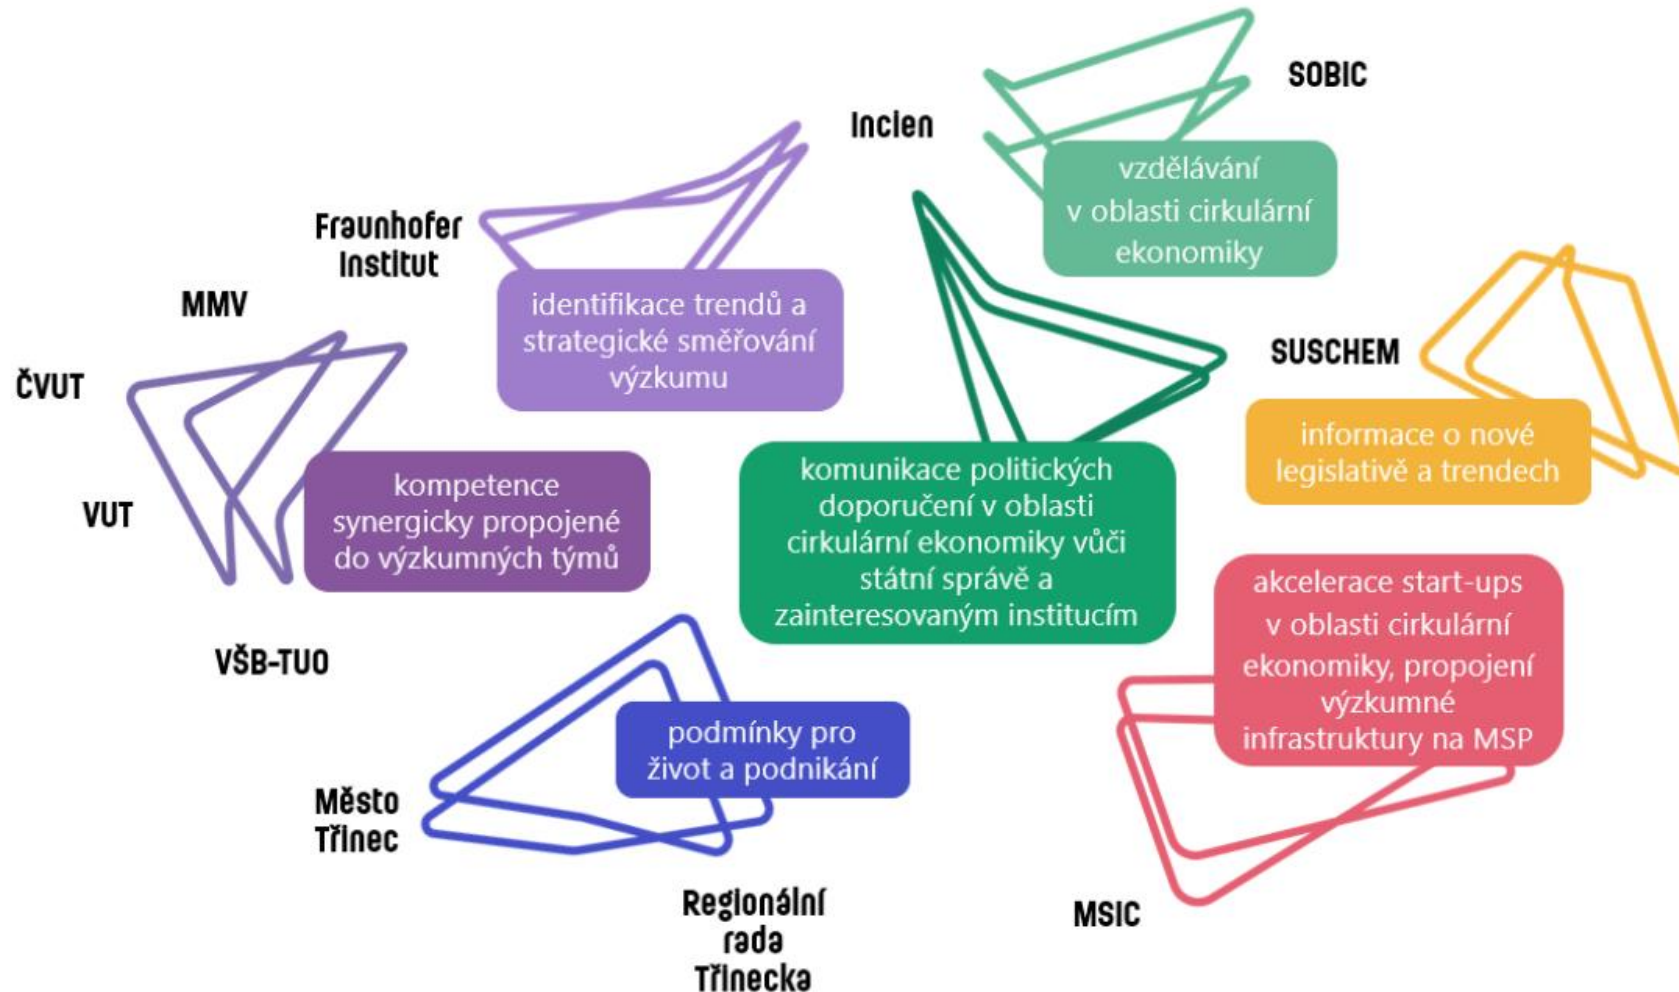 SOBIC
Incien
vzdělávání
v oblasti cirkulární
ekonomiky
Fraunhofer
Institut
identifikace trendů a
strategické směřování
výzkumu
MMV
ČVUT
VUT
kompetence
synergicky propojené
do výzkumných týmů
VŠB-TUO
SUSCHEM
informace o nové
legislativě a trendech
komunikace politických
doporučení v oblasti
cirkulární ekonomiky vůči
státní správě a
zainteresovaným institucím
akcelerace start-ups
v oblasti cirkulární
ekonomiky, propojení
výzkumné
infrastruktury na MSP
podmínky pro
život a podnikání
Město
Třinec
Regionální
rada
Třinecka
MSIC